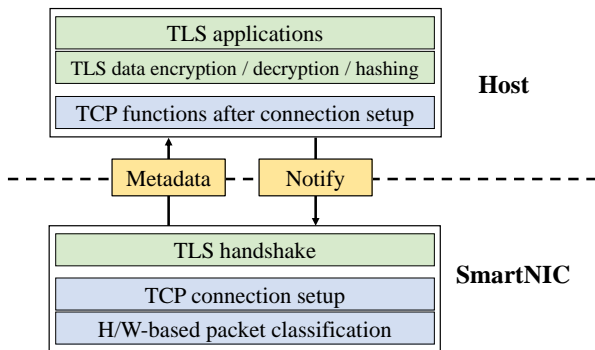 TLS applications
TLS data encryption / decryption / hashing
TCP functions after connection setup
Host
Metadata
Notify
TLS handshake
TCP connection setup
H/W-based packet classification
SmartNIC